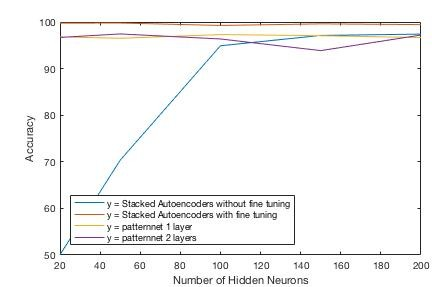 100
90
80
70
60
50
Accuracy
y = Stacked Autoencoders without fine tuning
y = Stacked Autoencoders with fine tuning
y = patternnet 1 layer
y = patternnet 2 layers
20 40 60 80 100 120 140 160 180 200
Number of Hidden Neurons